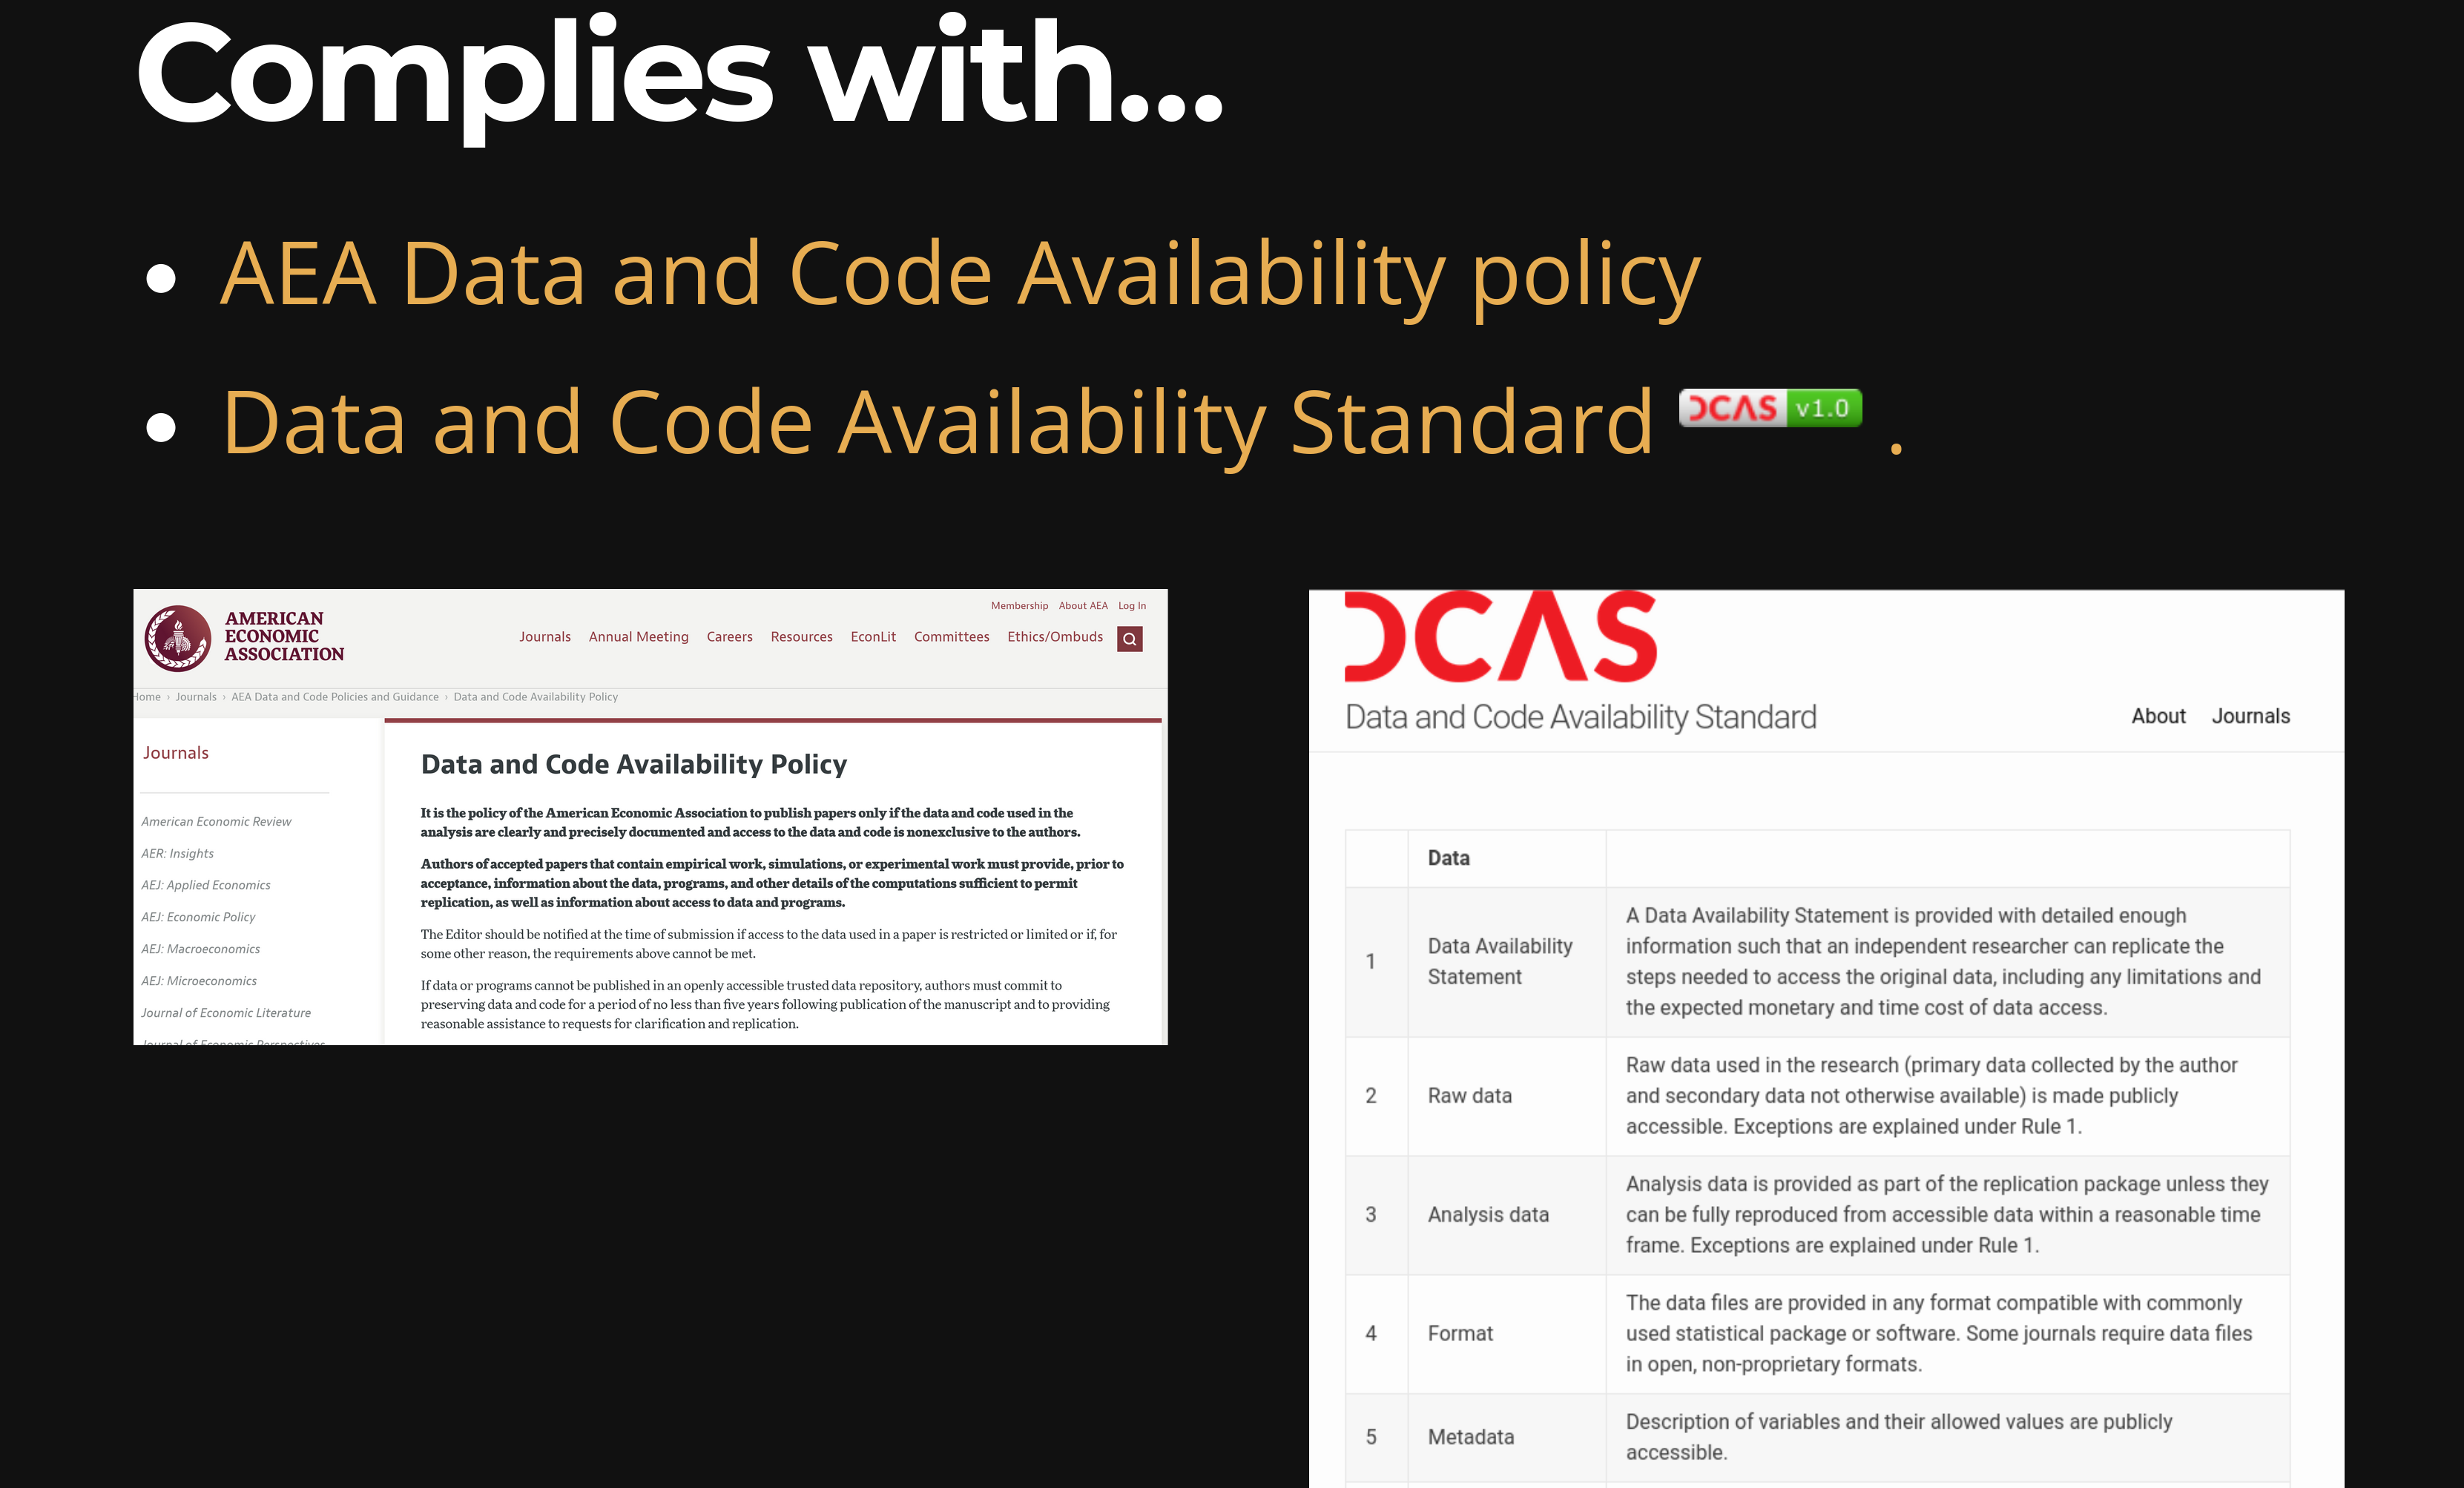 Complies with...
• AEA Data and Code Availability policy
• Data and Code Availability Standard DCAS v1.0 .
AMERICAN
ECONOMIC
ASSOCIATION
Membership About AEA Log In
Journals Annual Meeting Careers Resources EconLit Committees Ethics/Ombuds
Home › Journals › AEA Data and Code Policies and Guidance › Data and Code Availability Policy
Journals
American Economic Review
AER: Insights
AEJ: Applied Economics
AEJ: Economic Policy
AEJ: Macroeconomics
AEJ: Microeconomics
Journal of Economic Literature
Journal of Economic Perspectives
Data and Code Availability Policy
It is the policy of the American Economic Association to publish papers only if the data and code used in the
analysis are clearly and precisely documented and access to the data and code is nonexclusive to the authors.
Authors of accepted papers that contain empirical work, simulations, or experimental work must provide, prior to
acceptance, information about the data, programs, and other details of the computations sufficient to permit
replication, as well as information about access to data and programs.
The Editor should be notified at the time of submission if access to the data used in a paper is restricted or limited or if, for
some other reason, the requirements above cannot be met.
If data or programs cannot be published in an openly accessible trusted data repository, authors must commit to
preserving data and code for a period of no less than five years following publication of the manuscript and to providing
reasonable assistance to requests for clarification and replication.
DCAS
Data and Code Availability Standard
About Journals
Data
1
Data Availability
Statement
A Data Availability Statement is provided with detailed enough
information such that an independent researcher can replicate the
steps needed to access the original data, including any limitations and
the expected monetary and time cost of data access.
2
Raw data
Raw data used in the research (primary data collected by the author
and secondary data not otherwise available) is made publicly
accessible. Exceptions are explained under Rule 1.
3
Analysis data
Analysis data is provided as part of the replication package unless they
can be fully reproduced from accessible data within a reasonable time
frame. Exceptions are explained under Rule 1.
4
Format
The data files are provided in any format compatible with commonly
used statistical package or software. Some journals require data files
in open, non-proprietary formats.
5
Metadata
Description of variables and their allowed values are publicly
accessible.